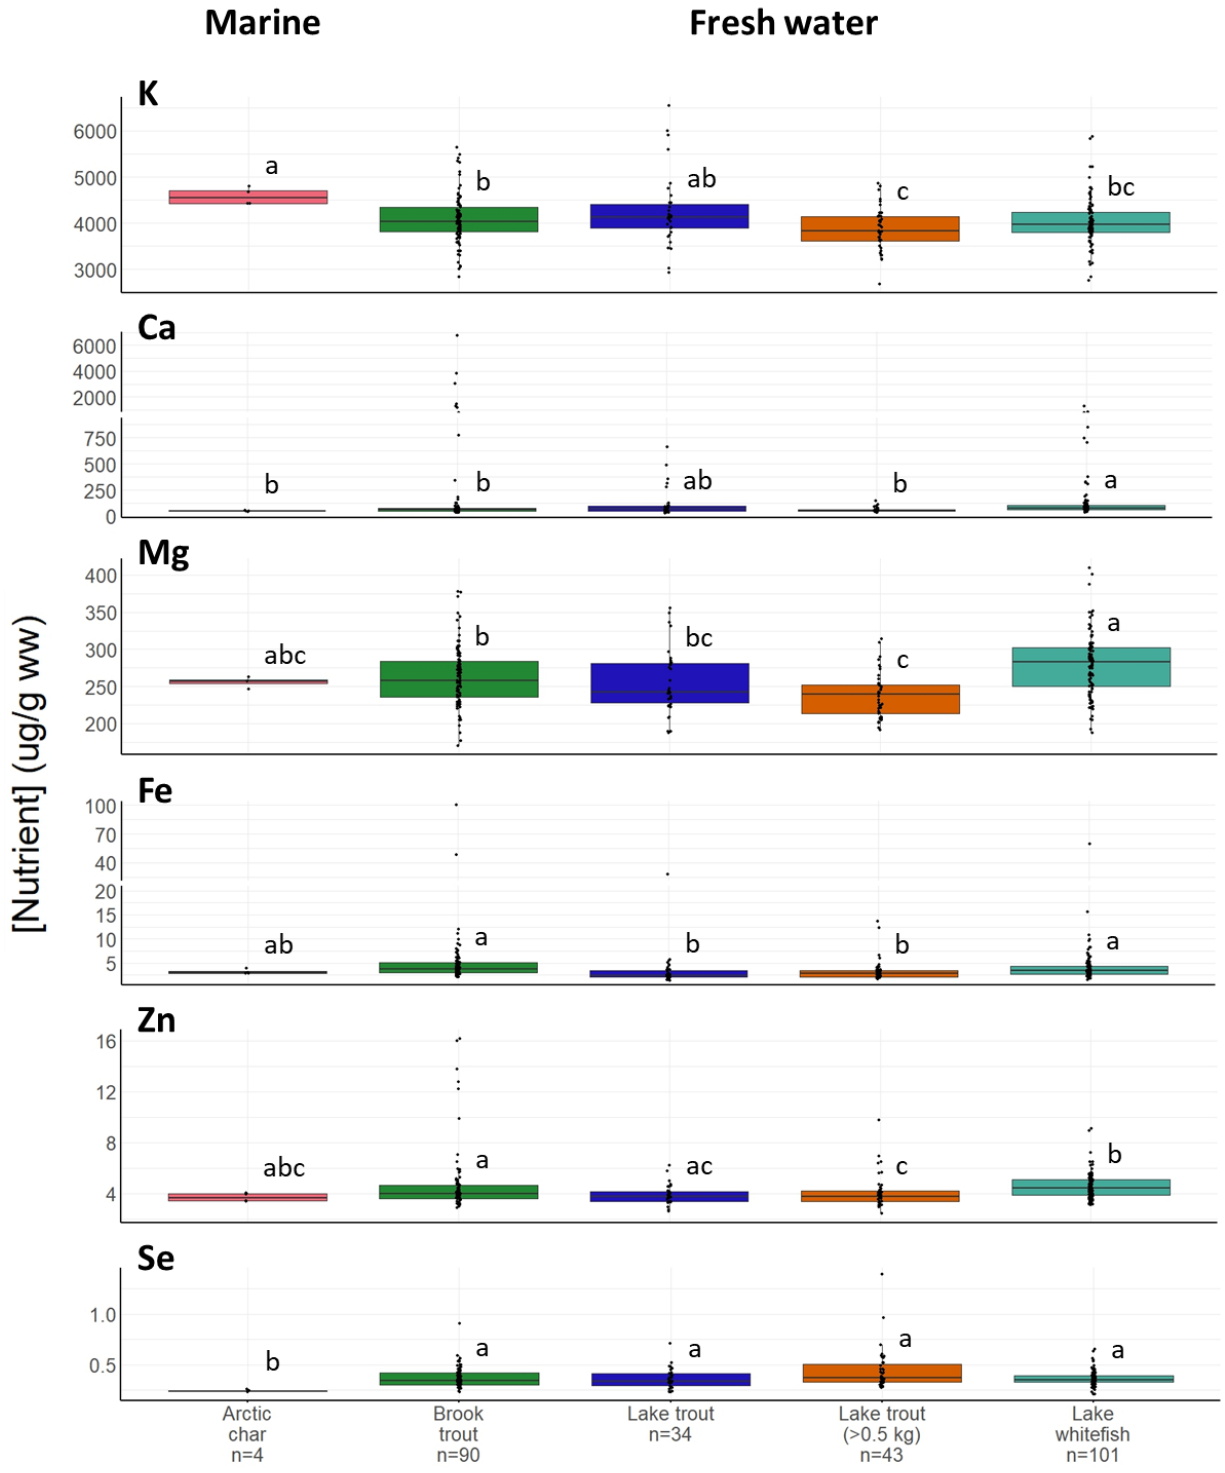 Marine Fresh water
K
6000
5000
4000
3000
a b ab c bc
Ca
6000
4000
2000
750
500
250
0
b b ab b a
Mg
400
350
300
250
200
abc b bc c a
[Nutrient] (ug/g ww)
Fe
100
70
40
20
15
10
5
ab a b b a
Zn
16
12
8
4
abc a ac c b
Se
1.0
0.5
b a a a a
Arctic char n=4
Brook trout n=90
Lake trout n=34
Lake trout (>0.5 kg) n=43
Lake whitefish n=101